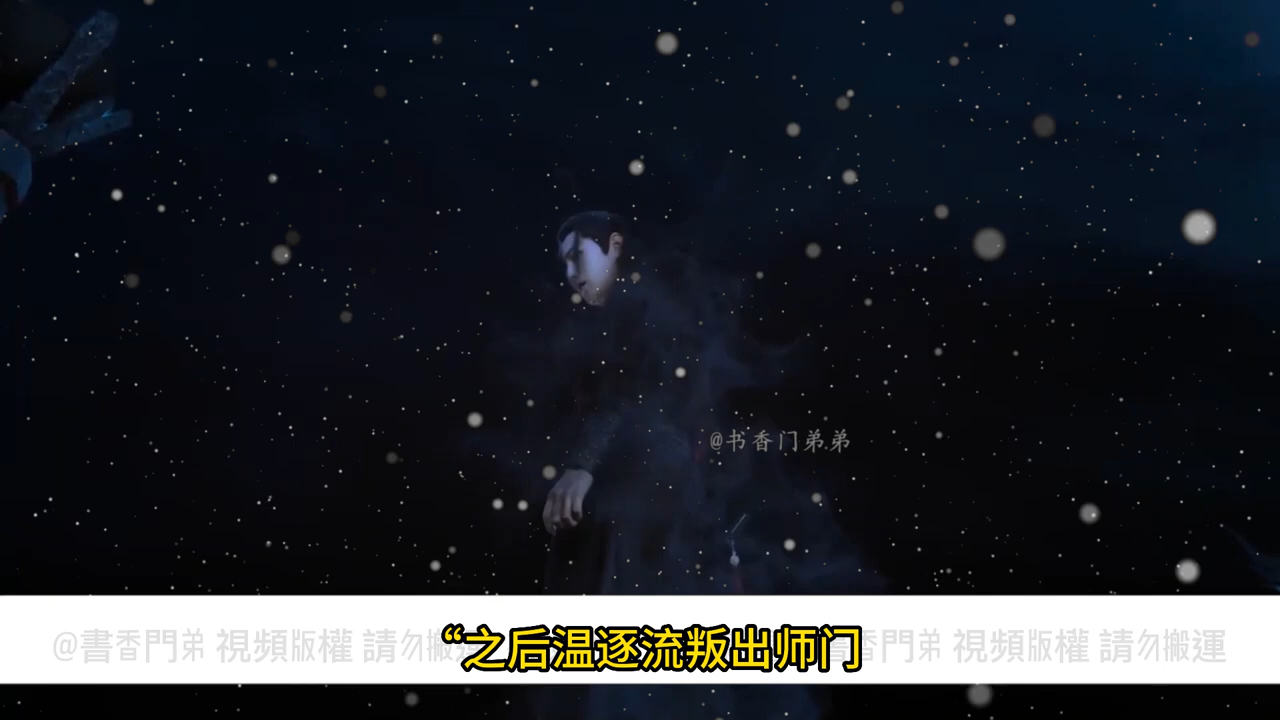 @书香门弟弟
@書香門弟 視頻版權 請勿搬運
“之后温逐流叛出师门
書香門弟 視頻版權 請勿搬運